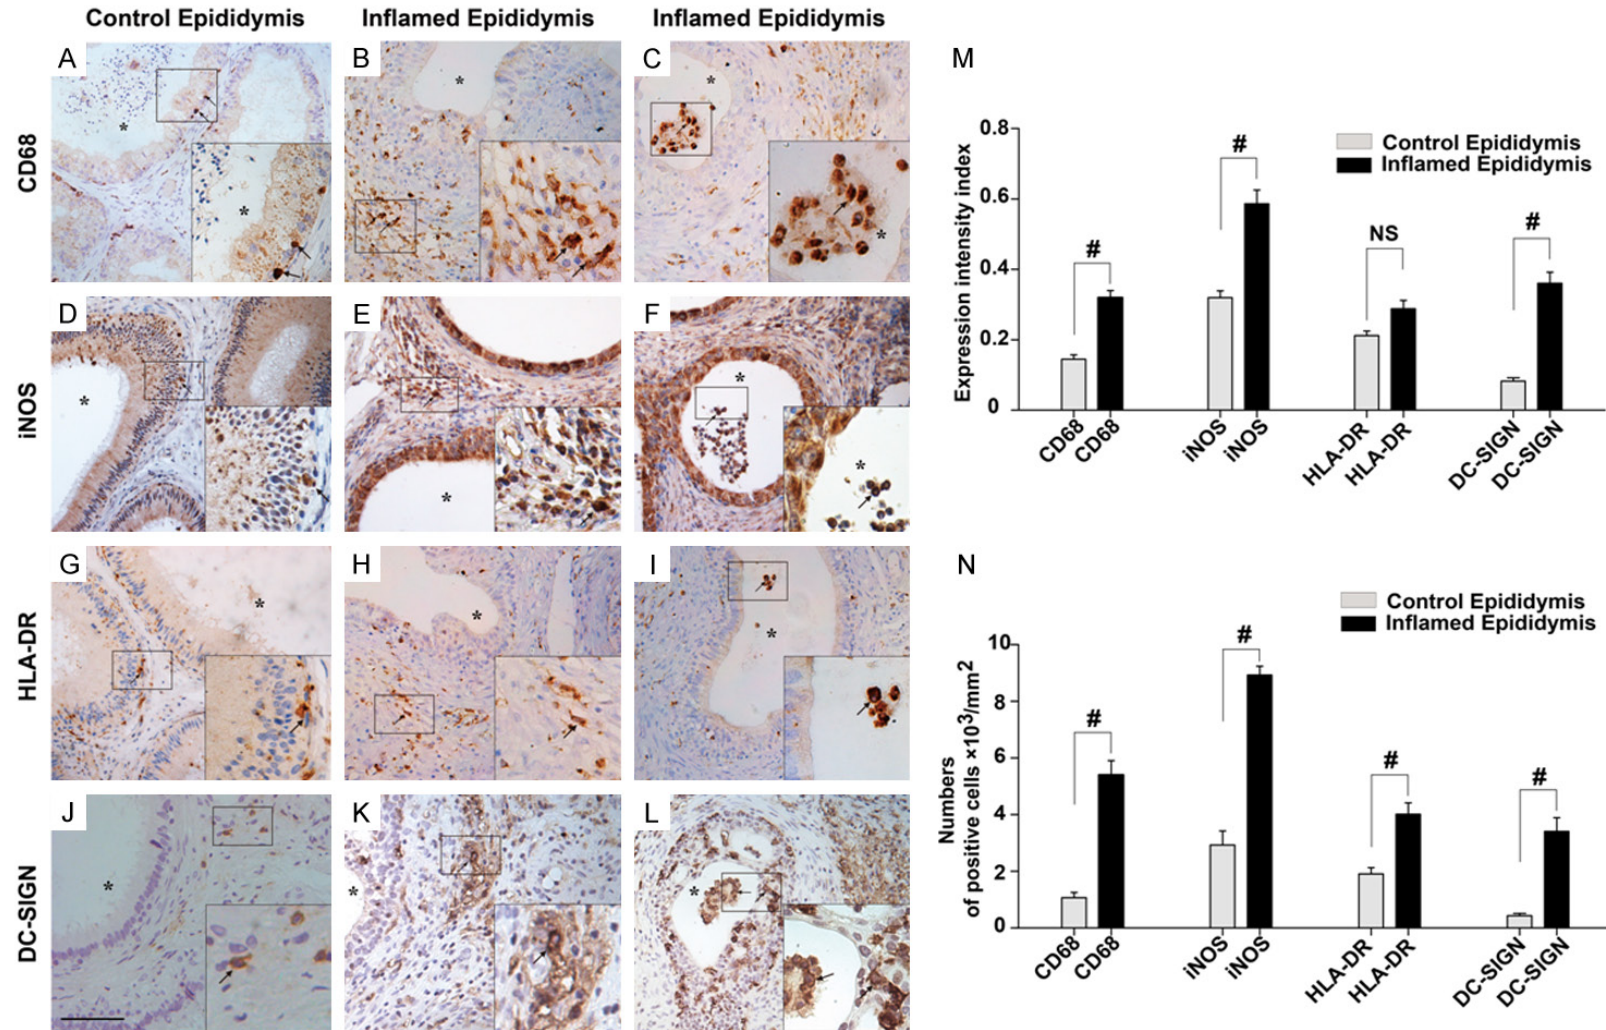 Control Epididymis
Inflamed Epididymis
Inflamed Epididymis
CD68
A
*
*
B
*
C
*
*
iNOS
D
*
E
*
F
*
*
HLA-DR
G
*
H
*
I
*
DC-SIGN
J
*
K
*
L
*
M
Expression intensity index
0.8
0.6
0.4
0.2
0
Control Epididymis
Inflamed Epididymis
#
#
NS
#
CD68
CD68
iNOS
iNOS
HLA-DR
HLA-DR
DC-SIGN
DC-SIGN
N
Numbers
of positive cells ×10³/mm²
10
8
6
4
2
0
Control Epididymis
Inflamed Epididymis
#
#
#
#
CD68
CD68
iNOS
iNOS
HLA-DR
HLA-DR
DC-SIGN
DC-SIGN